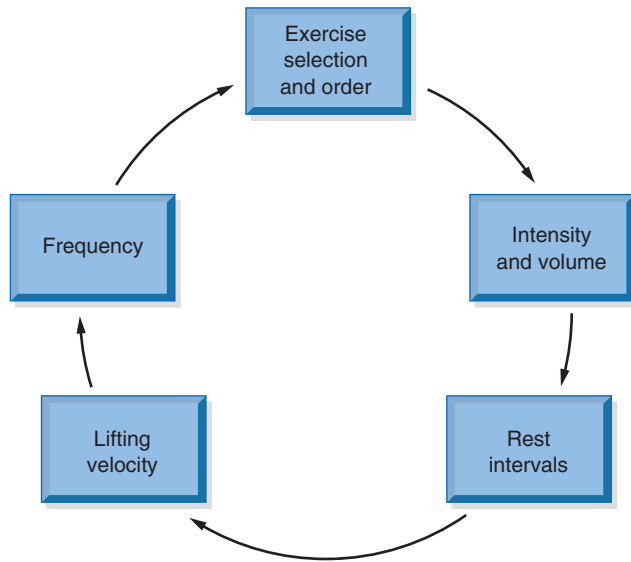 Exercise
selection
and order
Intensity
and volume
Rest
intervals
Lifting
velocity
Frequency